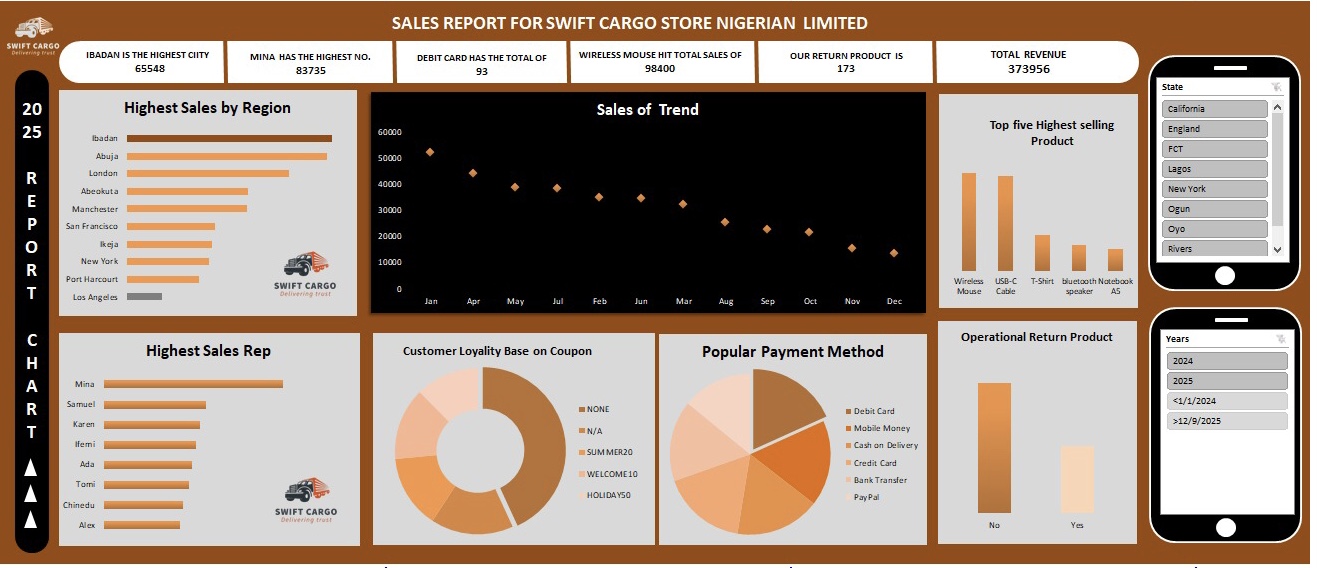 SALES REPORT FOR SWIFT CARGO STORE NIGERIAN LIMITED
SWIFT CARGO
Delivering trust
IBADAN IS THE HIGHEST CIITY
65548
MINA HAS THE HIGHEST NO.
83735
DEBIT CARD HAS THE TOTAL OF
93
WIRELESS MOUSE HIT TOTAL SALES OF
98400
OUR RETURN PRODUCT IS
173
TOTAL REVENUE
373956
20
25
R
E
P
O
R
T
C
H
A
R
T
Highest Sales by Region
Ibadan
Abuja
London
Abeokuta
Manchester
San Francisco
Ikeja
New York
Port Harcourt
Los Angeles
SWIFT CARGO
Delivering trust
Sales of Trend
60000
50000
40000
30000
20000
10000
0
Jan Apr May Jul Feb Jun Mar Aug Sep Oct Nov Dec
Top five Highest selling
Product
Wireless USB-C T-Shirt bluetooth Notebook
Mouse Cable speaker A5
State
California
England
FCT
Lagos
New York
Ogun
Oyo
Rivers
Highest Sales Rep
Mina
Samuel
Karen
Ifemi
Ada
Tomi
Chinedu
Alex
SWIFT CARGO
Delivering trust
Customer Loyality Base on Coupon
NONE
N/A
SUMMER20
WELCOME10
HOLIDAY50
Popular Payment Method
Debit Card
Mobile Money
Cash on Delivery
Credit Card
Bank Transfer
PayPal
Operational Return Product
No Yes
Years
2024
2025
<1/1/2024
>12/9/2025